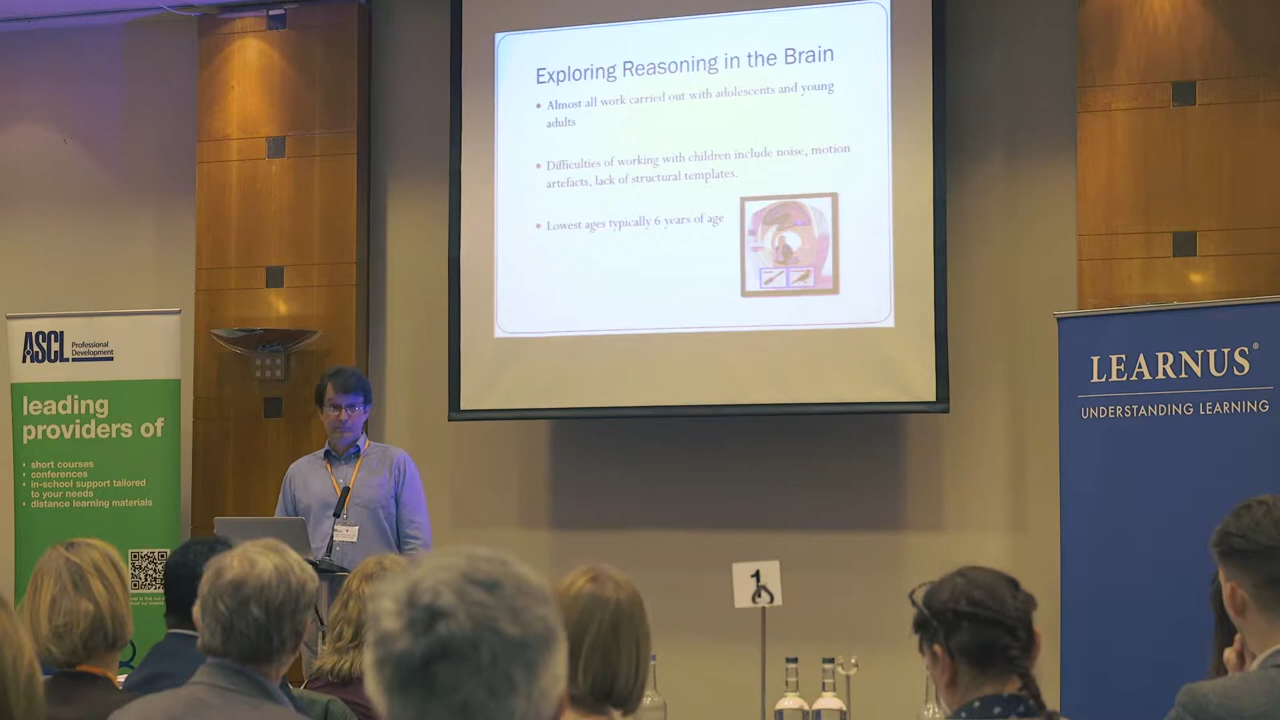 Exploring Reasoning in the Brain
• Almost all work carried out with adolescents and young
adults
• Difficulties of working with children include noise, motion
artefacts, lack of structural templates.
• Lowest ages typically 6 years of age
ASCL Professional
Development
leading
providers of
• short courses
• conferences
• in-school support tailored
to your needs
• distance learning materials
LEARNUS®
UNDERSTANDING LEARNING
1